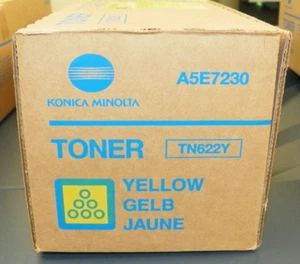 A5E7230
KONICA MINOLTA
TONER TN622Y
YELLOW
GELB
JAUNE